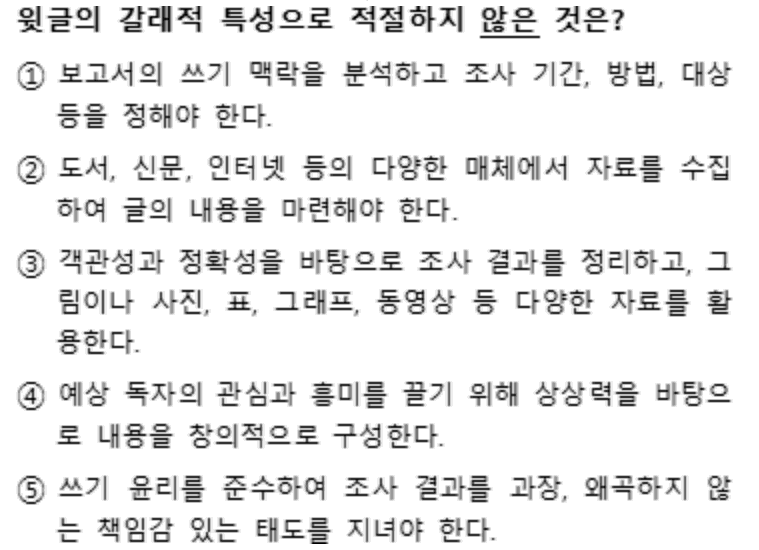 윗글의 갈래적 특성으로 적절하지 않은 것은?
① 보고서의 쓰기 맥락을 분석하고 조사 기간, 방법, 대상
등을 정해야 한다.
② 도서, 신문, 인터넷 등의 다양한 매체에서 자료를 수집
하여 글의 내용을 마련해야 한다.
③ 객관성과 정확성을 바탕으로 조사 결과를 정리하고, 그
림이나 사진, 표, 그래프, 동영상 등 다양한 자료를 활
용한다.
④ 예상 독자의 관심과 흥미를 끌기 위해 상상력을 바탕으
로 내용을 창의적으로 구성한다.
⑤ 쓰기 윤리를 준수하여 조사 결과를 과장, 왜곡하지 않
는 책임감 있는 태도를 지녀야 한다.